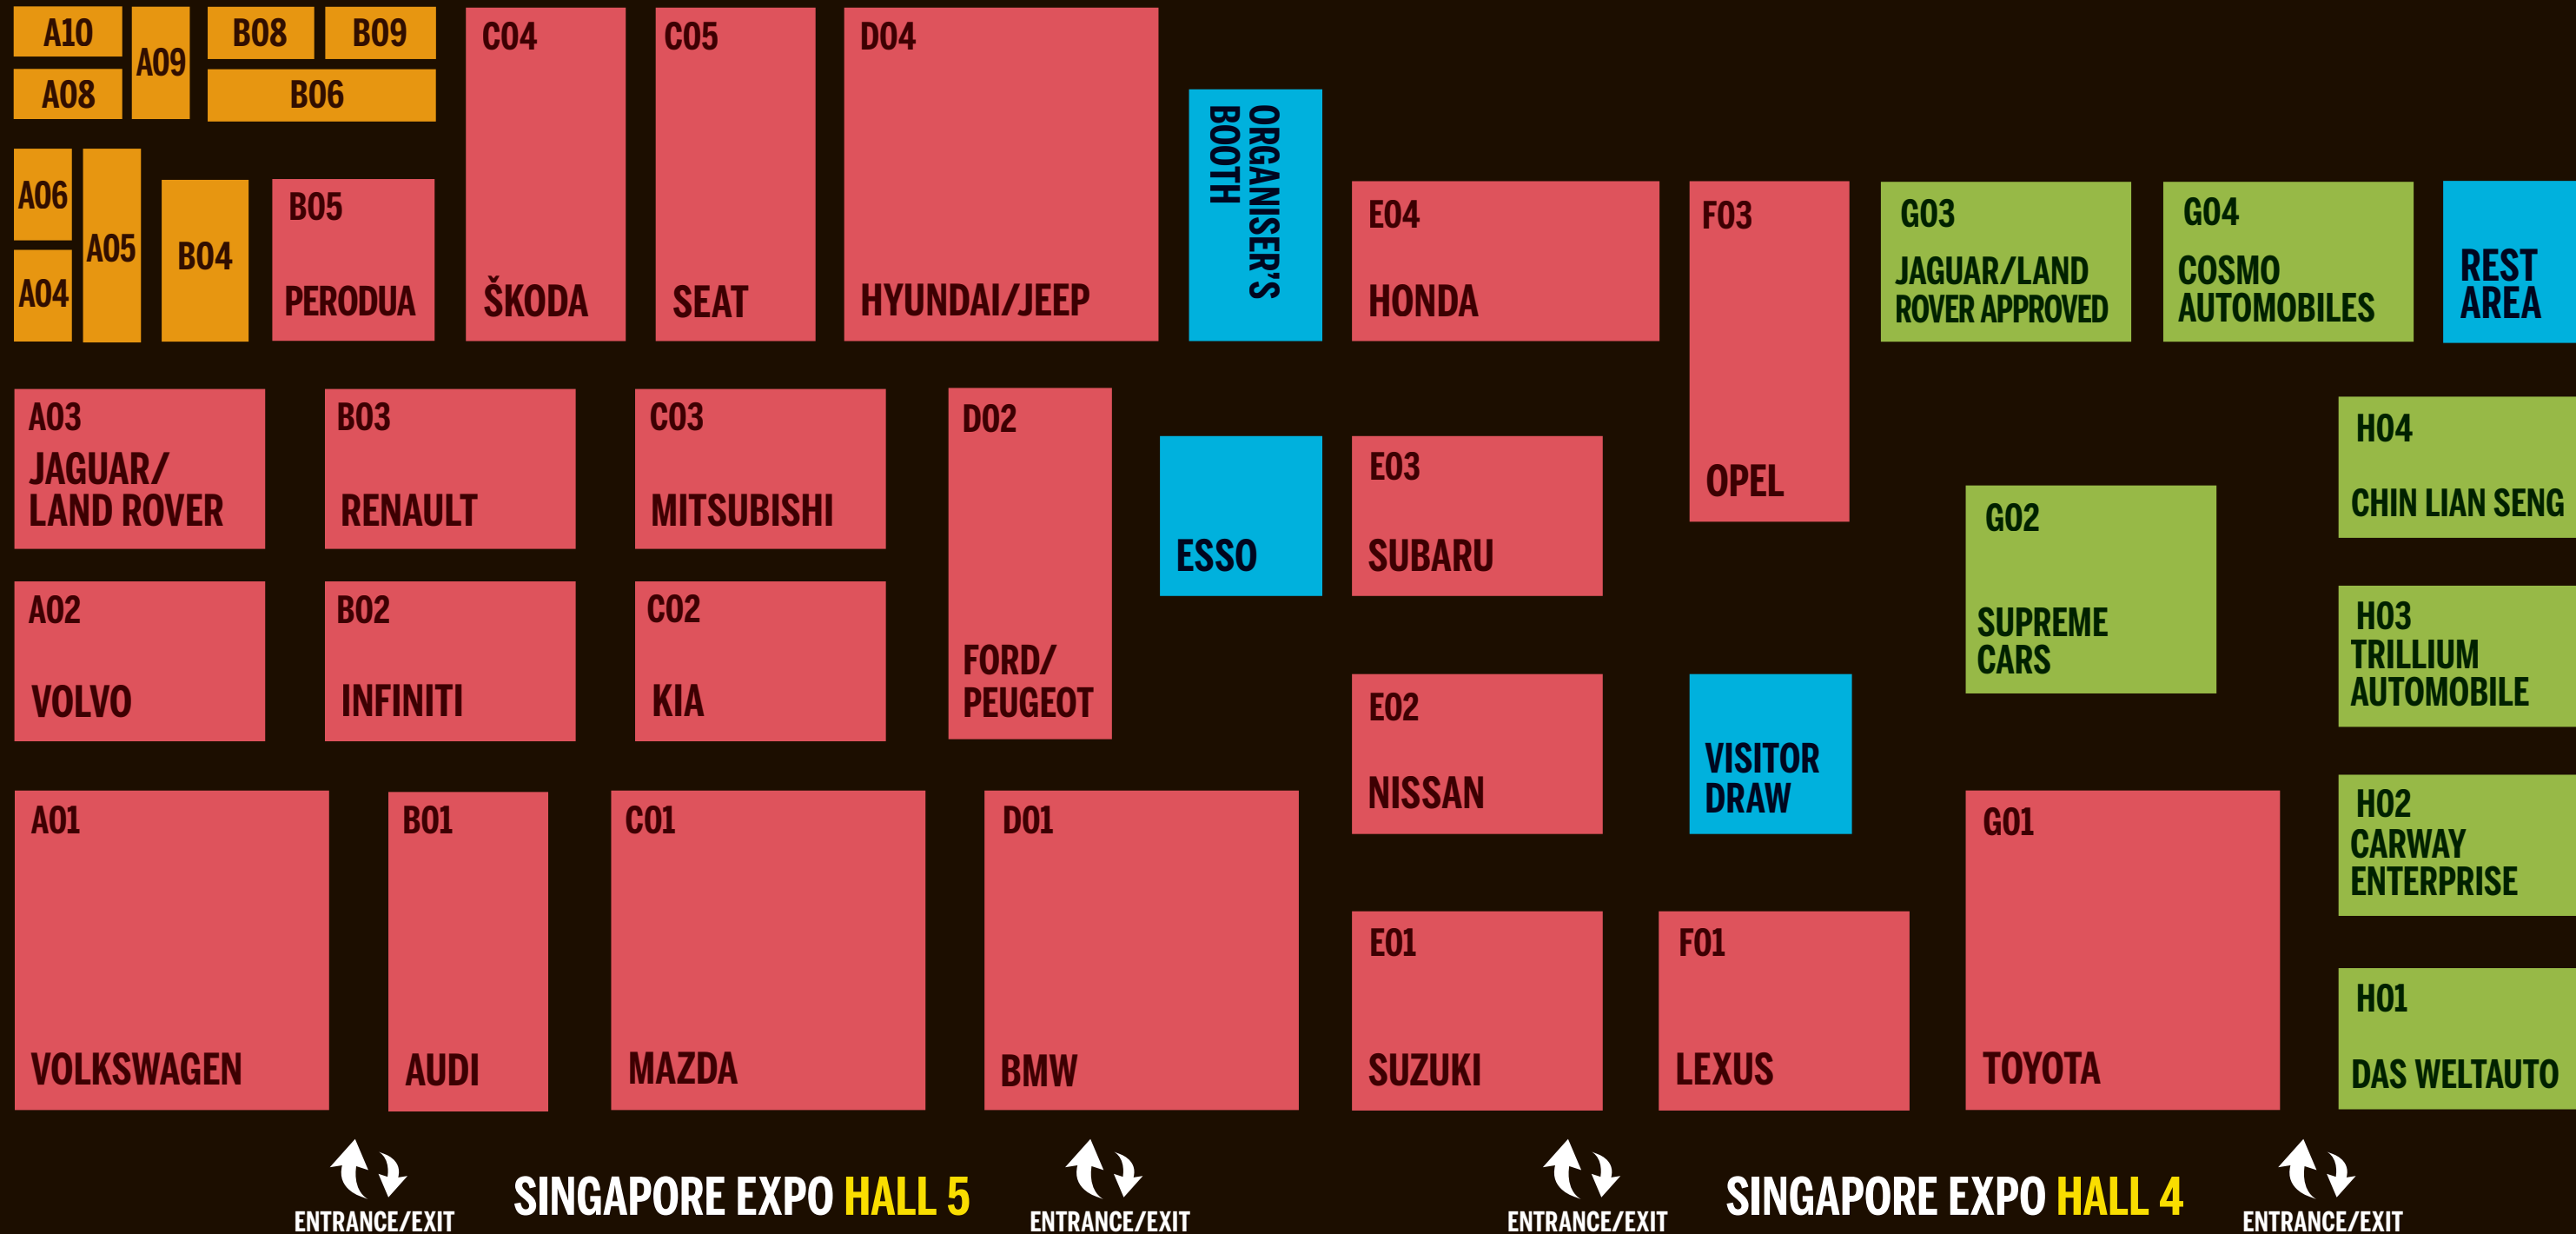 A10
A09
B08
B09
A08
B06
A06
A05
A04
B04
B05
PERODUA
C04
ŠKODA
C05
SEAT
D04
HYUNDAI/JEEP
ORGANISER'S
BOOTH
E04
HONDA
F03
OPEL
G03
JAGUAR/LAND
ROVER APPROVED
G04
COSMO
AUTOMOBILES
REST
AREA
A03
JAGUAR/
LAND ROVER
B03
RENAULT
C03
MITSUBISHI
D02
FORD/
PEUGEOT
ESSO
E03
SUBARU
G02
SUPREME
CARS
H04
CHIN LIAN SENG
A02
VOLVO
B02
INFINITI
C02
KIA
E02
NISSAN
VISITOR
DRAW
H03
TRILLIUM
AUTOMOBILE
A01
VOLKSWAGEN
B01
AUDI
C01
MAZDA
D01
BMW
E01
SUZUKI
F01
LEXUS
G01
TOYOTA
H02
CARWAY
ENTERPRISE
H01
DAS WELTAUTO
ENTRANCE/EXIT
SINGAPORE EXPO HALL 5
ENTRANCE/EXIT
ENTRANCE/EXIT
SINGAPORE EXPO HALL 4
ENTRANCE/EXIT